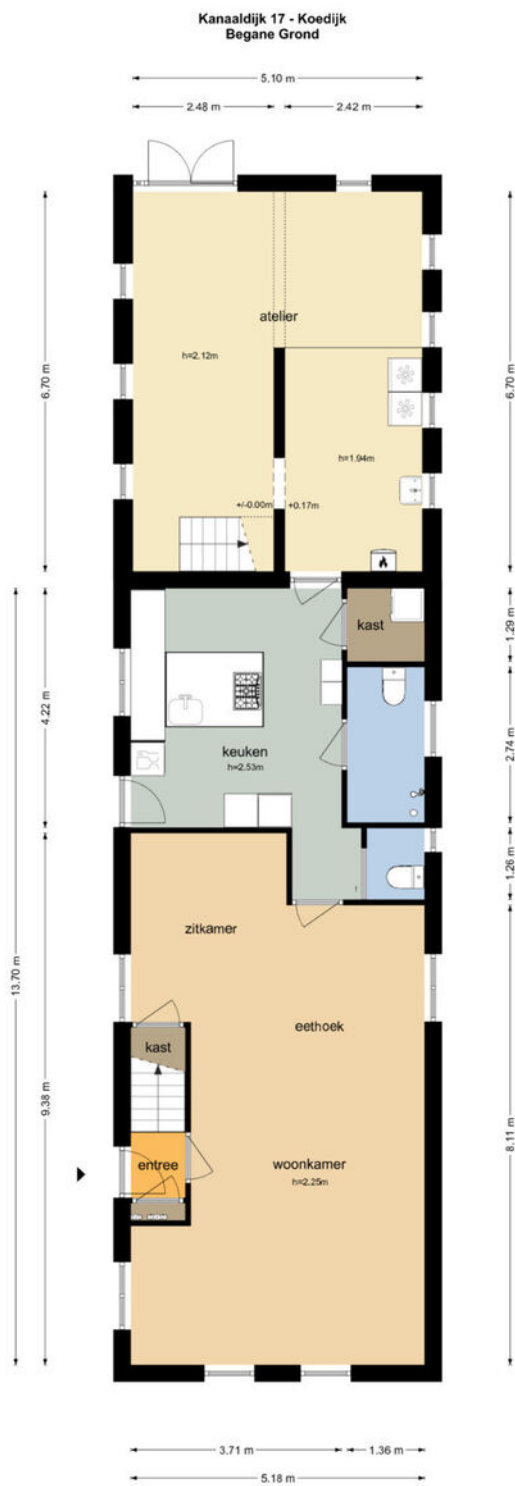 Kanaaldijk 17 - Koedijk
Begane Grond
5.10 m
2.48 m
2.42 m
6.70 m
6.70 m
atelier
h=2.12m
h=1.94m
+/-0.00m
+0.17m
kast
1.29 m
4.22 m
2.74 m
keuken
h=2.53m
1.26 m
13.70 m
zitkamer
eethoek
kast
9.38 m
8.11 m
entree
woonkamer
h=2.25m
3.71 m
1.36 m
5.18 m